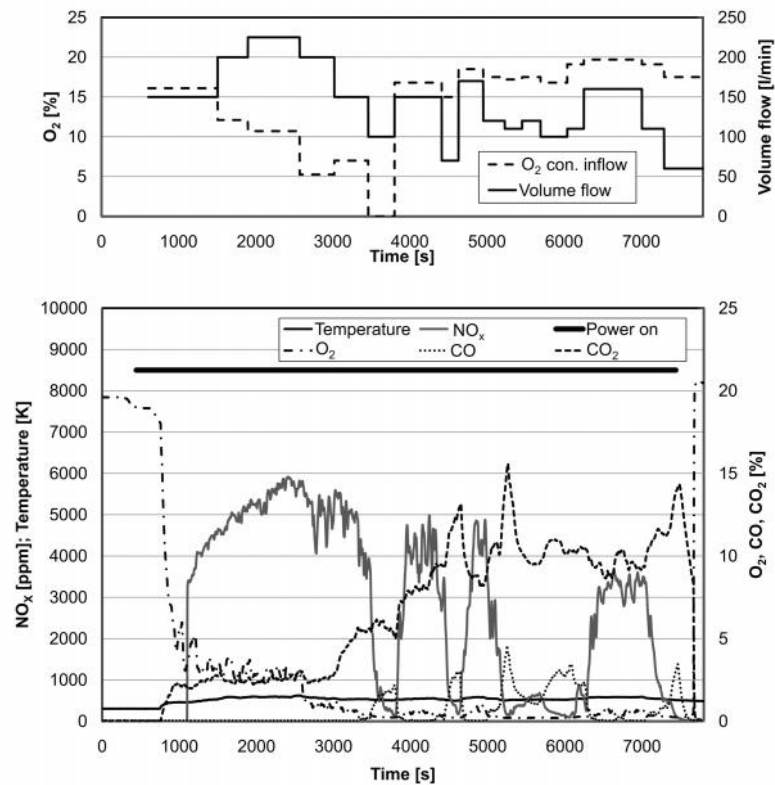 25
20
15
10
5
0
O₂ [%]
250
200
150
100
50
0
Volume flow [l/min]
O₂ con. inflow
Volume flow
0 1000 2000 3000 4000 5000 6000 7000
Time [s]
10000
9000
8000
7000
6000
5000
4000
3000
2000
1000
0
NOₓ [ppm]; Temperature [K]
25
20
15
10
5
0
O₂, CO, CO₂ [%]
Temperature NOₓ Power on
O₂ CO CO₂
0 1000 2000 3000 4000 5000 6000 7000
Time [s]